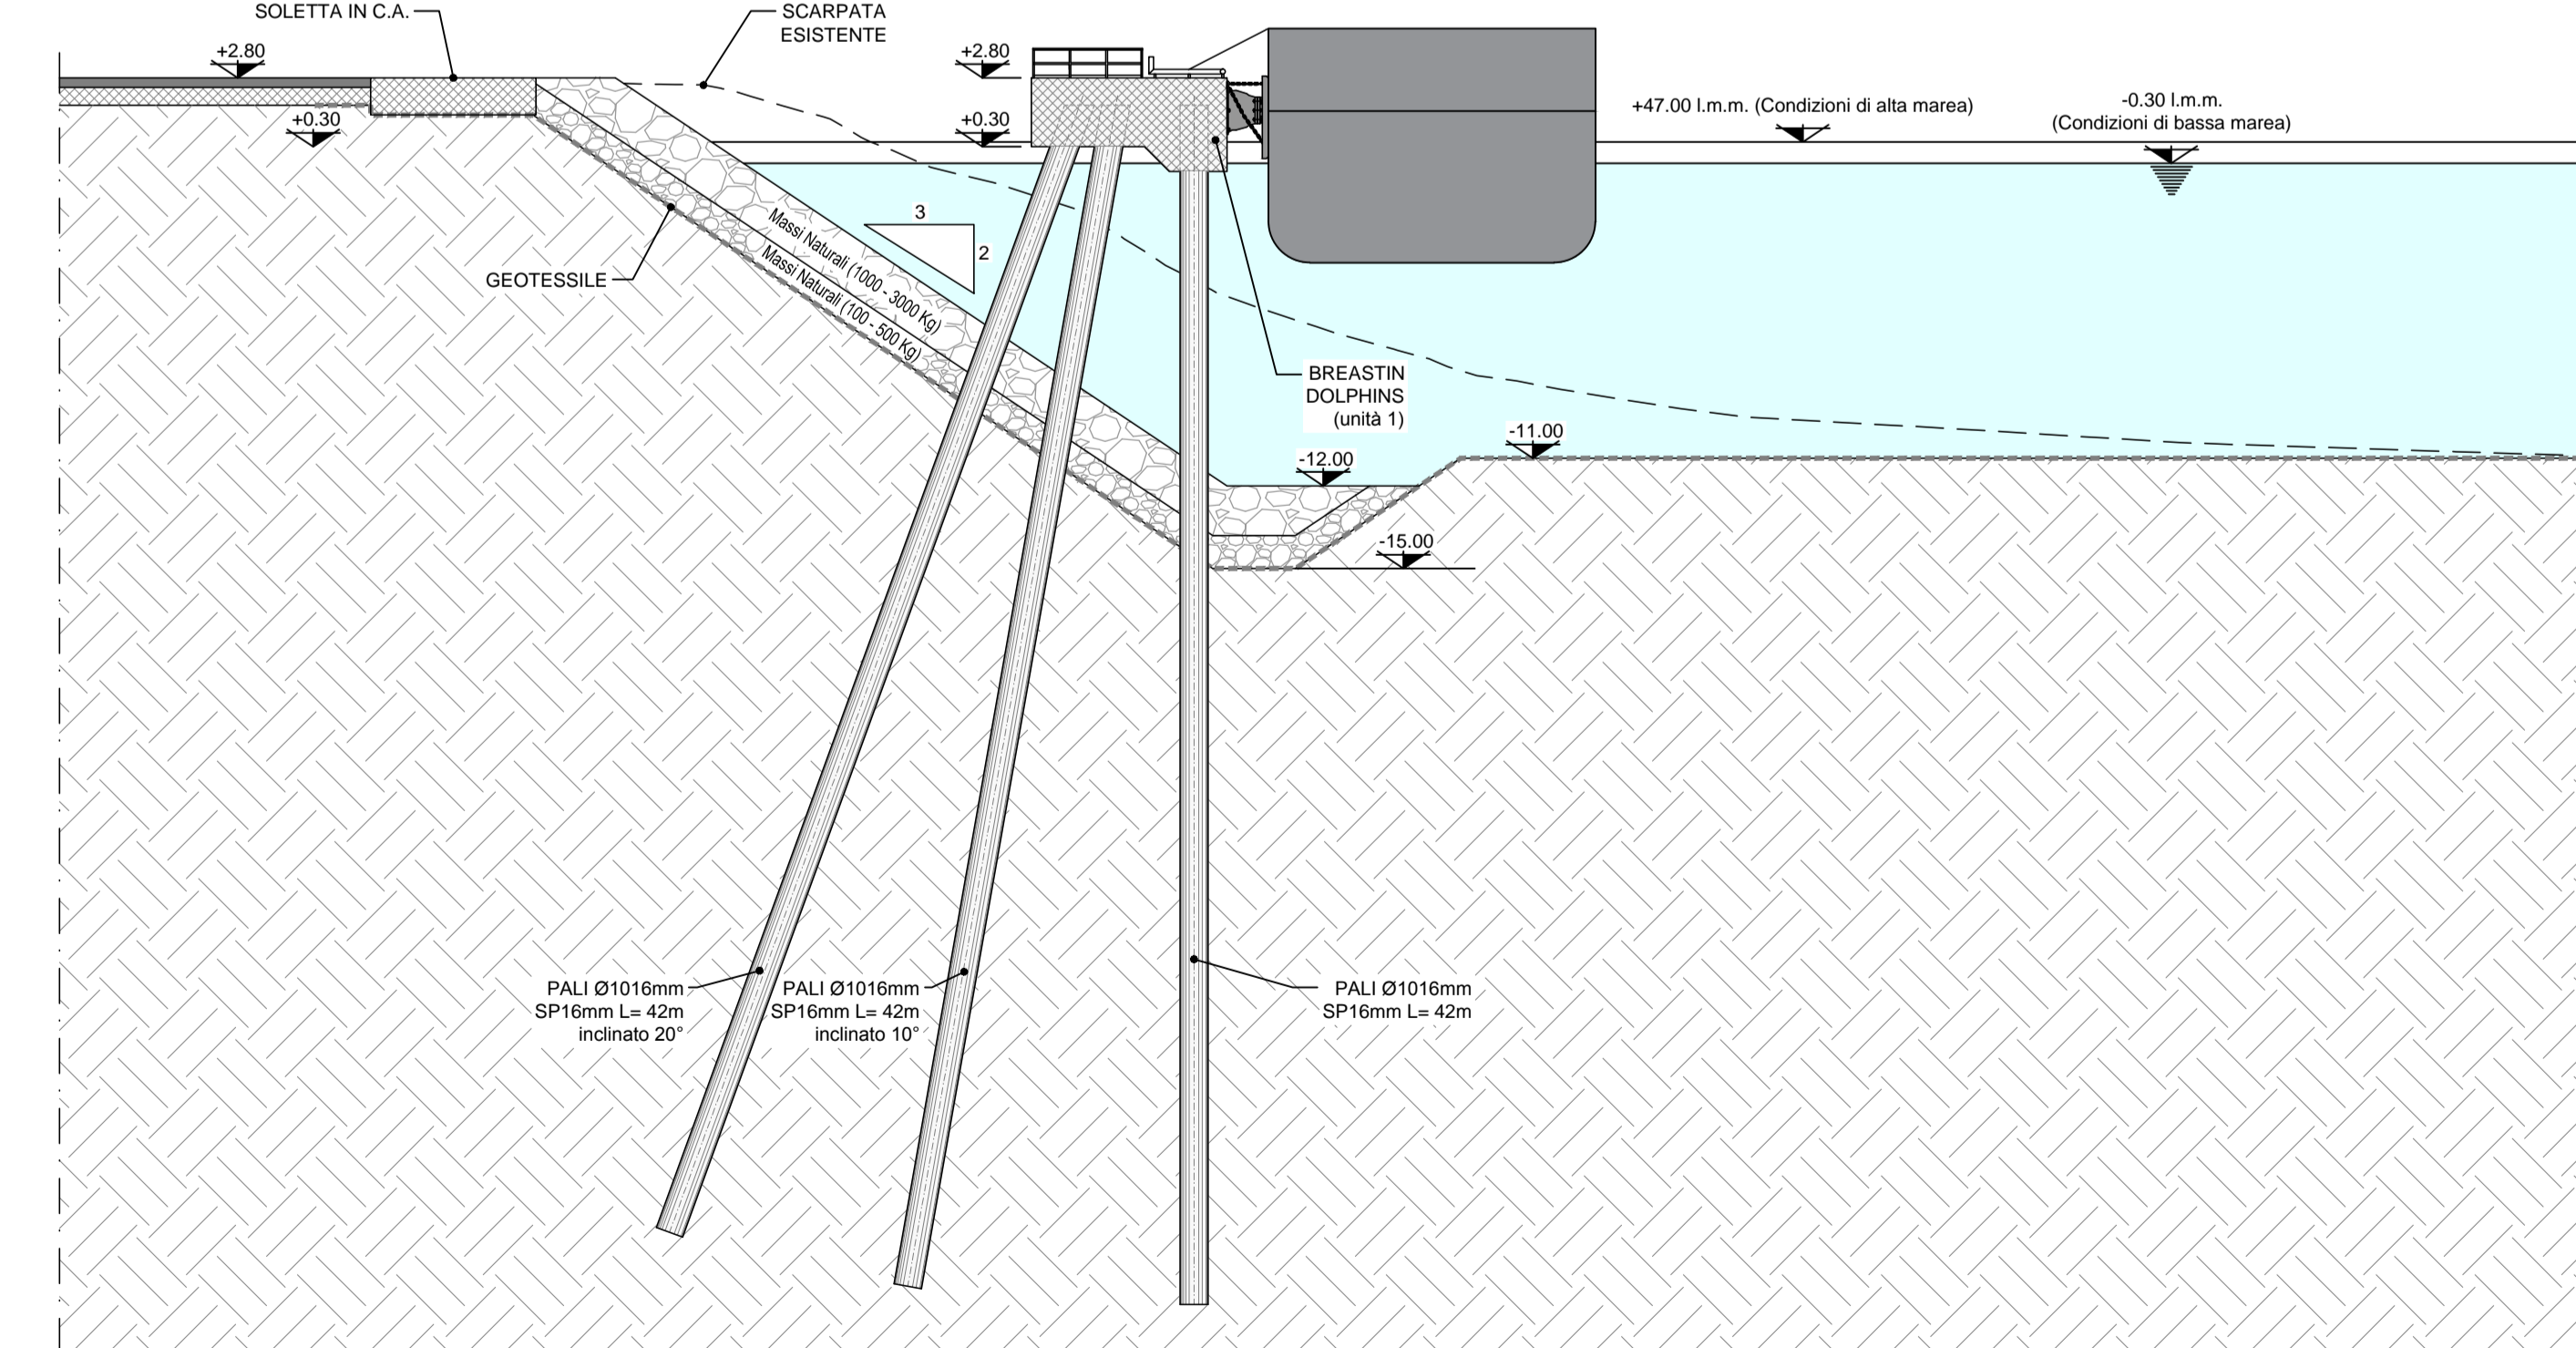 SOLETTA IN C.A.
SCARPATA
ESISTENTE
+2.80
+2.80
+47.00 l.m.m. (Condizioni di alta marea)
-0.30 l.m.m.
(Condizioni di bassa marea)
+0.30
+0.30
3
2
Massi Naturali (1000 - 3000 Kg)
Massi Naturali (100 - 500 Kg)
GEOTESSILE
BREASTIN
DOLPHINS
(unità 1)
-11.00
-12.00
-15.00
PALI Ø1016mm
SP16mm L= 42m
inclinato 20°
PALI Ø1016mm
SP16mm L= 42m
inclinato 10°
PALI Ø1016mm
SP16mm L= 42m